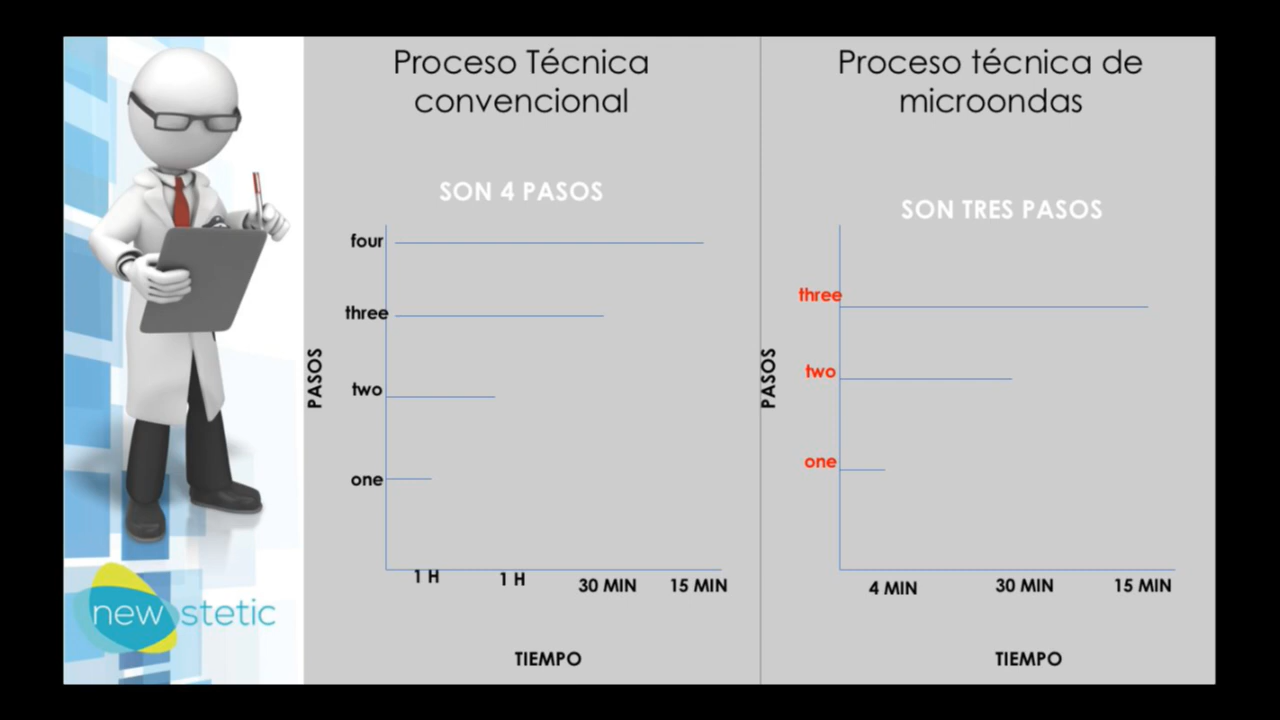 Proceso Técnica
convencional
SON 4 PASOS
four
three
two
one
PASOS
1 H
1 H
30 MIN
15 MIN
TIEMPO
Proceso técnica de
microondas
SON TRES PASOS
three
two
one
PASOS
4 MIN
30 MIN
15 MIN
TIEMPO
new stetic